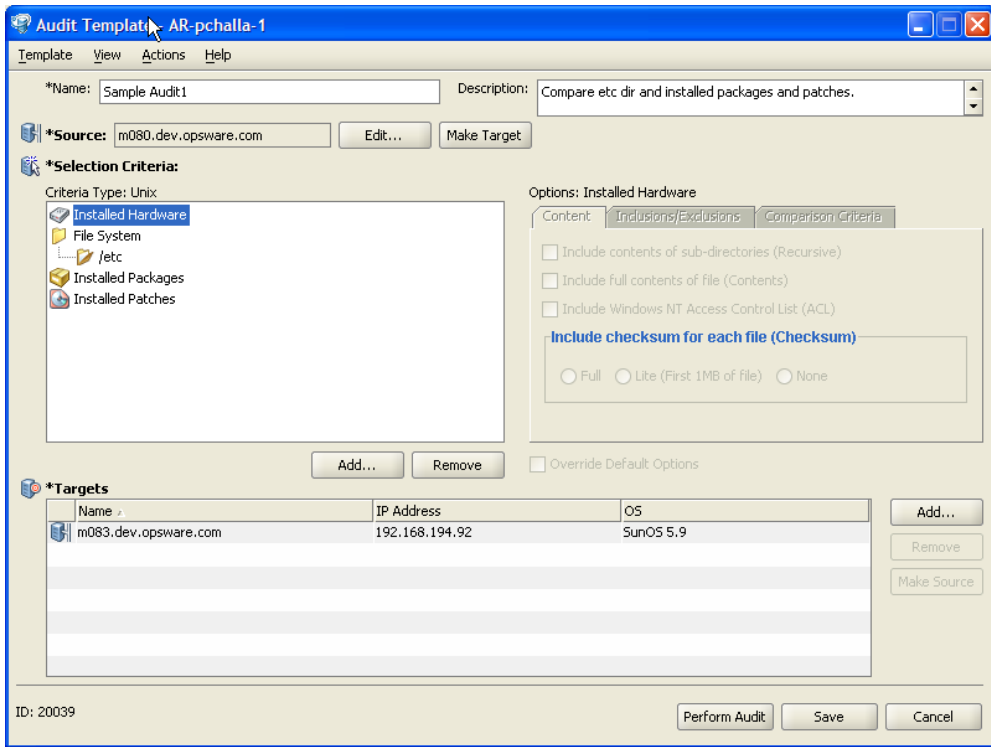 Audit Template - AR-pchalla-1
Template View Actions Help
*Name: Sample Audit1
Description: Compare etc dir and installed packages and patches.
*Source: m080.dev.opsware.com Edit... Make Target
*Selection Criteria:
Criteria Type: Unix
Installed Hardware
File System
/etc
Installed Packages
Installed Patches
Add... Remove
Options: Installed Hardware
Content Inclusions/Exclusions Comparison Criteria
Include contents of sub-directories (Recursive)
Include full contents of file (Contents)
Include Windows NT Access Control List (ACL)
Include checksum for each file (Checksum)
Full Lite (First 1MB of file) None
Override Default Options
*Targets
Name IP Address OS
m083.dev.opsware.com 192.168.194.92 SunOS 5.9
Add...
Remove
Make Source
ID: 20039
Perform Audit Save Cancel